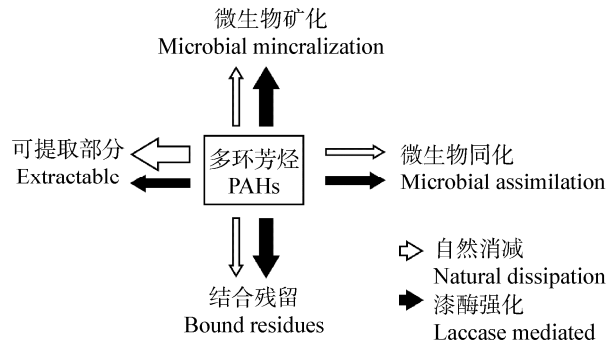 微生物矿化
Microbial mincralization
可提取部分
Extractablc
多环芳烃
PAHs
微生物同化
Microbial assimilation
结合残留
Bound residues
自然消减
Natural dissipation
漆酶强化
Laccase mediated